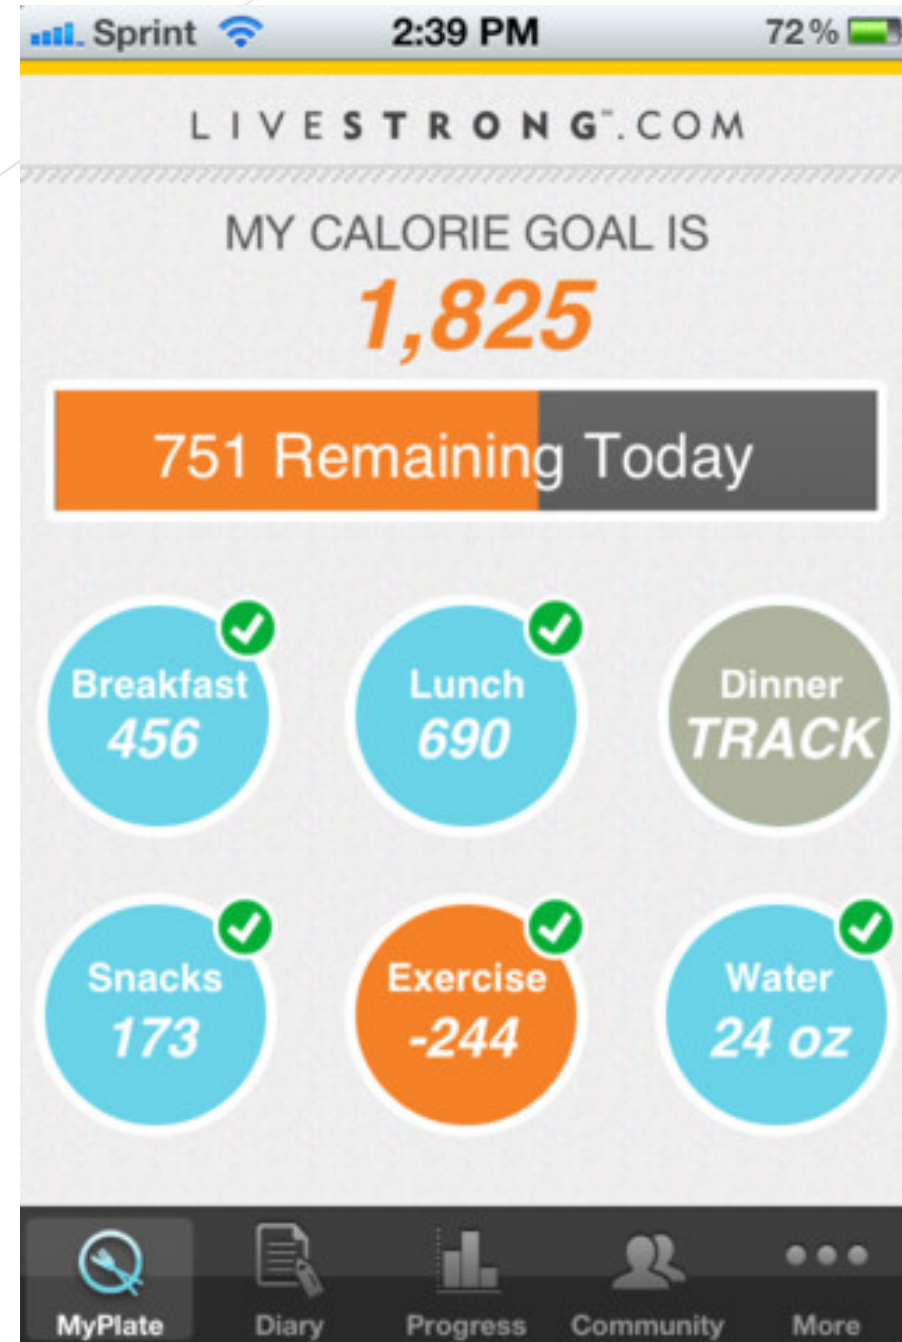 Sprint 2:39 PM 72%
LIVESTRONG™.COM
MY CALORIE GOAL IS
1,825
751 Remaining Today
Breakfast Lunch Dinner
456 690 TRACK
Snacks Exercise Water
173 -244 24 oz
MyPlate Diary Progress Community More